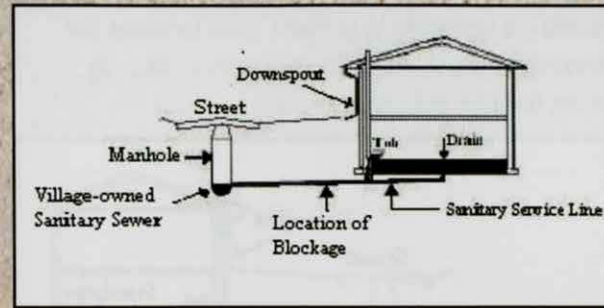 Downspout
Street
Tub
Drain
Manhole
Village-owned
Sanitary Sewer
Sanitary Service Line
Location of
Blockage